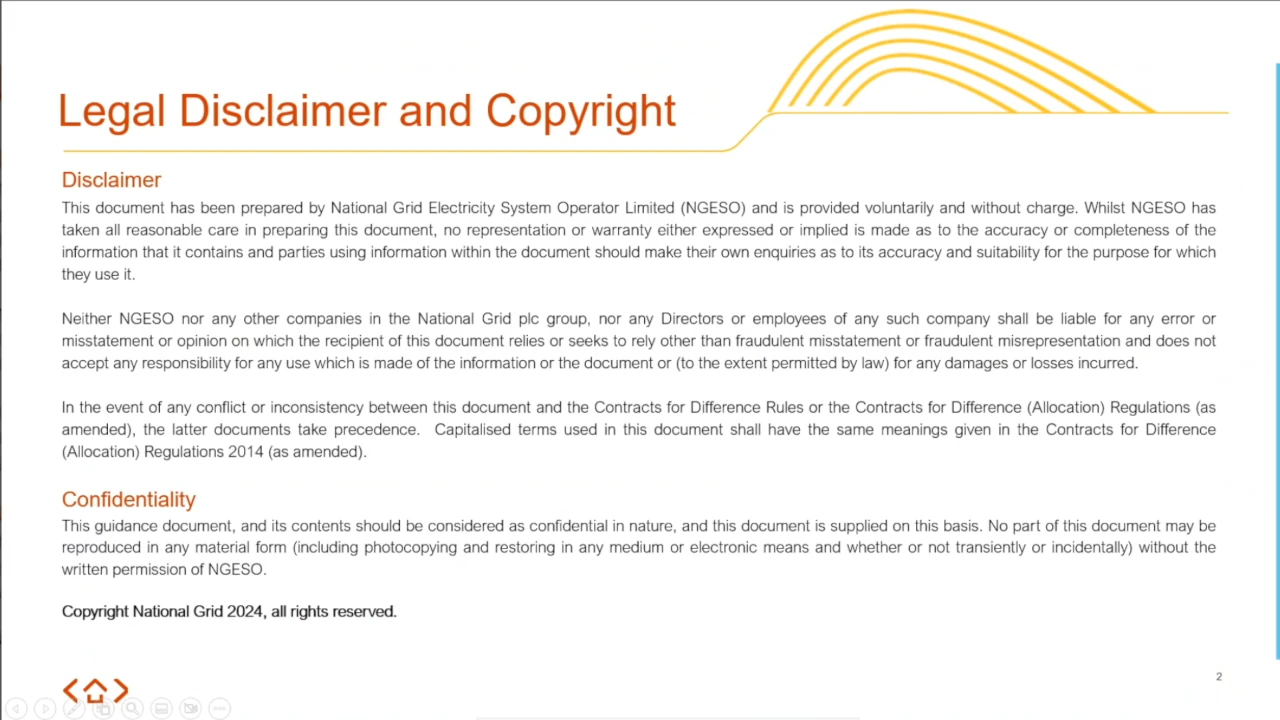 Legal Disclaimer and Copyright
Disclaimer
This document has been prepared by National Grid Electricity System Operator Limited (NGESO) and is provided voluntarily and without charge. Whilst NGESO has
taken all reasonable care in preparing this document, no representation or warranty either expressed or implied is made as to the accuracy or completeness of the
information that it contains and parties using information within the document should make their own enquiries as to its accuracy and suitability for the purpose for which
they use it.
Neither NGESO nor any other companies in the National Grid plc group, nor any Directors or employees of any such company shall be liable for any error or
misstatement or opinion on which the recipient of this document relies or seeks to rely other than fraudulent misstatement or fraudulent misrepresentation and does not
accept any responsibility for any use which is made of the information or the document or (to the extent permitted by law) for any damages or losses incurred.
In the event of any conflict or inconsistency between this document and the Contracts for Difference Rules or the Contracts for Difference (Allocation) Regulations (as
amended), the latter documents take precedence. Capitalised terms used in this document shall have the same meanings given in the Contracts for Difference
(Allocation) Regulations 2014 (as amended).
Confidentiality
This guidance document, and its contents should be considered as confidential in nature, and this document is supplied on this basis. No part of this document may be
reproduced in any material form (including photocopying and restoring in any medium or electronic means and whether or not transiently or incidentally) without the
written permission of NGESO.
Copyright National Grid 2024, all rights reserved.
2